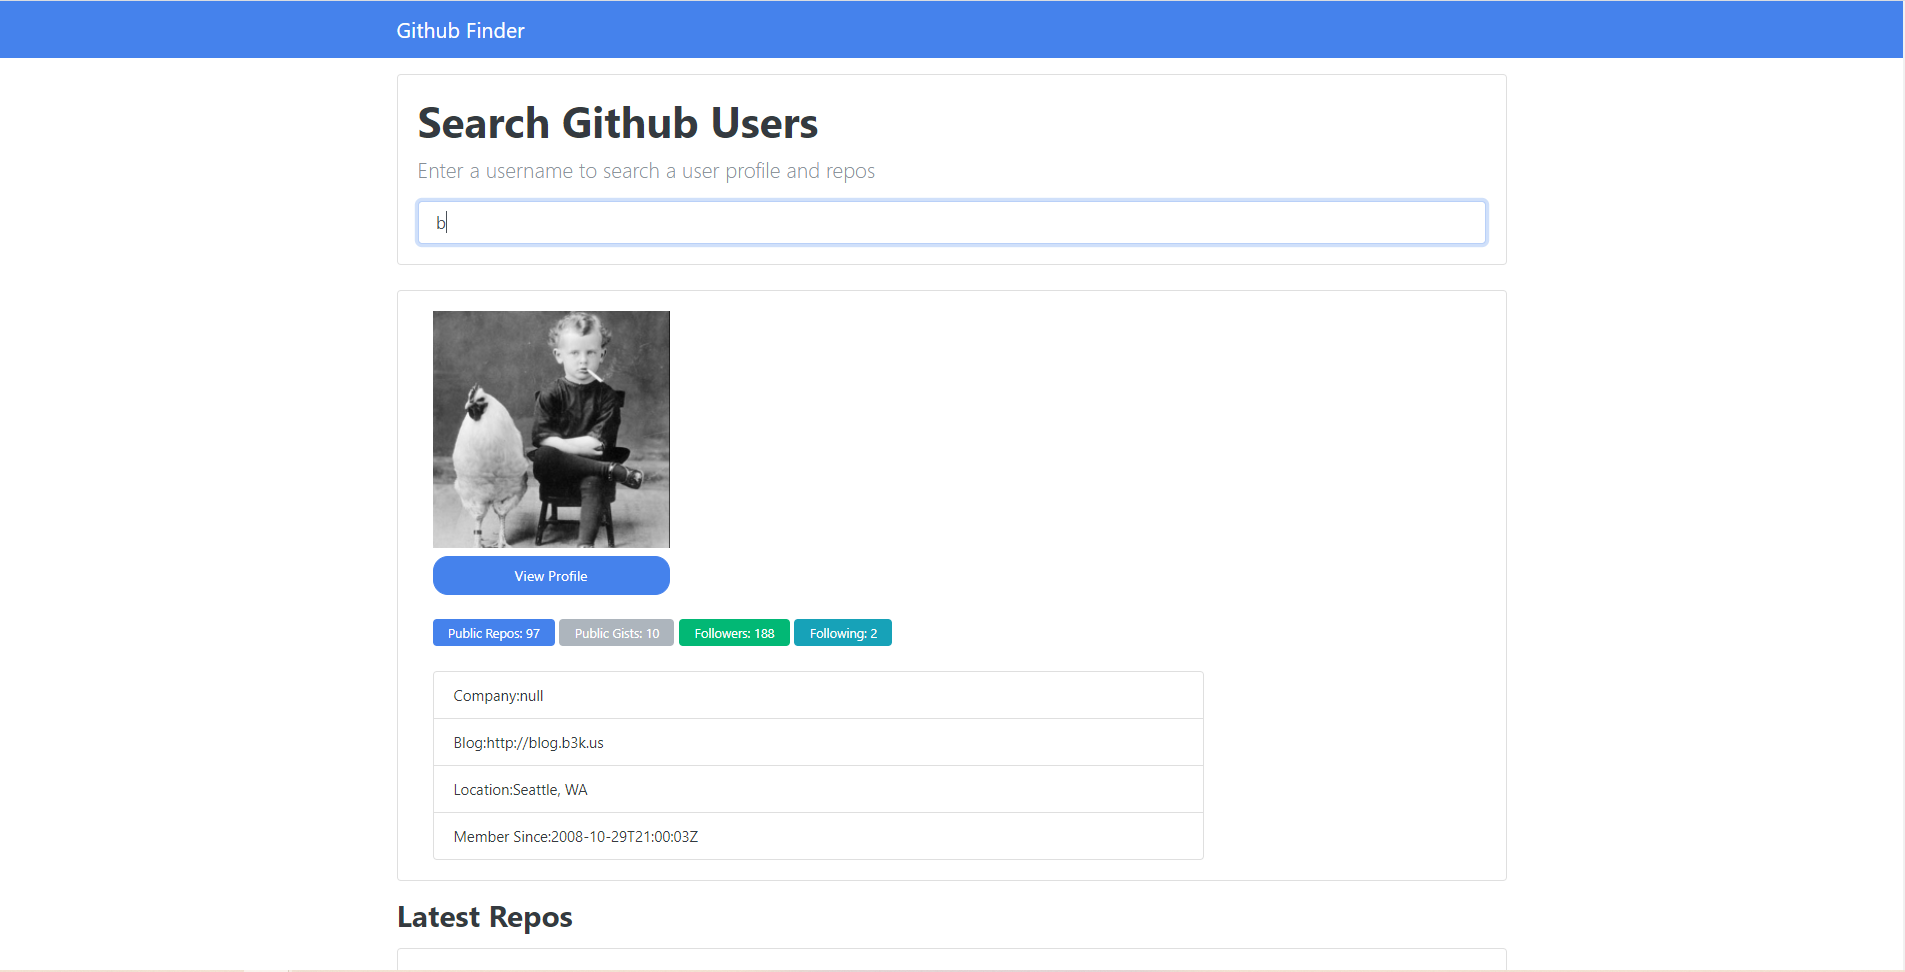 Github Finder
Search Github Users
Enter a username to search a user profile and repos
b
View Profile
Public Repos: 97 Public Gists: 10 Followers: 188 Following: 2
Company:null
Blog:http://blog.b3k.us
Location:Seattle, WA
Member Since:2008-10-29T21:00:03Z
Latest Repos